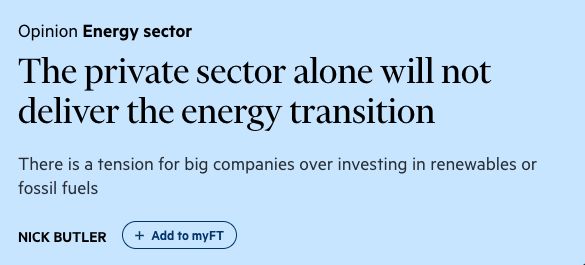 Opinion Energy sector
The private sector alone will not
deliver the energy transition
There is a tension for big companies over investing in renewables or
fossil fuels
NICK BUTLER + Add to myFT